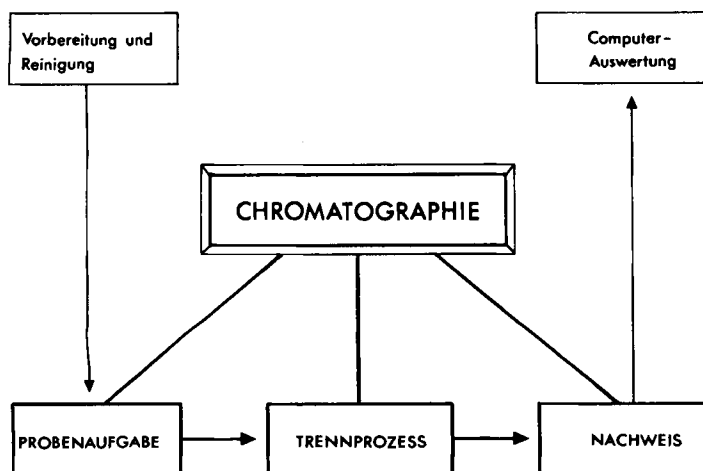 Vorbereitung und
Reinigung
Computer-
Auswertung
CHROMATOGRAPHIE
PROBENAUFGABE
TRENNPROZESS
NACHWEIS